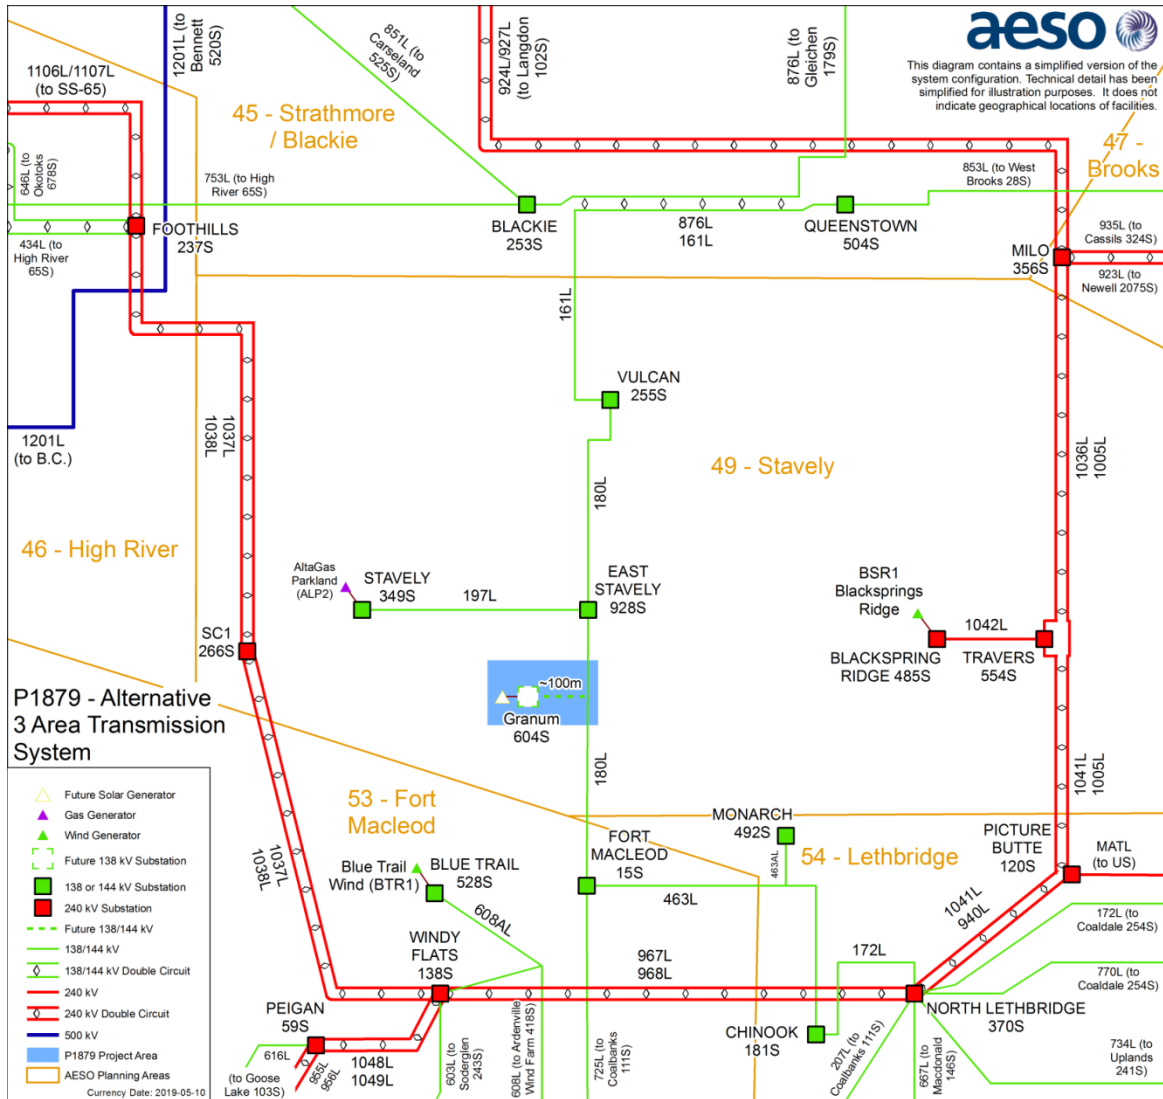 aeso
This diagram contains a simplified version of the
system configuration. Technical detail has been
simplified for illustration purposes. It does not
indicate geographical locations of facilities.
1106L/1107L
(to SS-65)
1201L (to
Bennett
520S)
851L (to
Carseland
525S)
924L/927L
(to Langdon
102S)
876L (to
Gleichen
179S)
45 - Strathmore
/ Blackie
47 -
Brooks
646L (to
Okotoks
678S)
753L (to High
River 65S)
853L (to West
Brooks 28S)
FOOTHILLS
237S
434L (to
High River
65S)
BLACKIE
253S
876L
161L
QUEENSTOWN
504S
MILO
356S
935L (to
Cassils 324S)
923L (to
Newell 2075S)
161L
VULCAN
255S
1201L
(to B.C.)
1037L
1038L
180L
49 - Stavely
1036L
1005L
46 - High River
AltaGas
Parkland
(ALP2)
STAVELY
349S
197L
EAST
STAVELY
928S
BSR1
Blacksprings
Ridge
1042L
BLACKSPRING
RIDGE 485S
TRAVERS
554S
SC1
266S
~100m
Granum
604S
180L
1041L
1005L
P1879 - Alternative
3 Area Transmission
System
53 - Fort
Macleod
MONARCH
492S
463AL
54 - Lethbridge
PICTURE
BUTTE
120S
MATL
(to US)
FORT
MACLEOD
15S
463L
Blue Trail
Wind (BTR1)
BLUE TRAIL
528S
608AL
1037L
1038L
1041L
940L
172L (to
Coaldale 254S)
WINDY
FLATS
138S
967L
968L
172L
770L (to
Coaldale 254S)
NORTH LETHBRIDGE
370S
CHINOOK
181S
PEIGAN
59S
616L
(to Goose
Lake 103S)
955L
956L
1048L
1049L
603L (to
Soderglen
243S)
608L (to Ardenville
Wind Farm 418S)
725L (to
Coalbanks
111S)
207L (to
Coalbanks 111S)
667L (to
Macdonald
146S)
734L (to
Uplands
241S)
Future Solar Generator
Gas Generator
Wind Generator
Future 138 kV Substation
138 or 144 kV Substation
240 kV Substation
Future 138/144 kV
138/144 kV
138/144 kV Double Circuit
240 kV
240 kV Double Circuit
500 kV
P1879 Project Area
AESO Planning Areas
Currency Date: 2019-05-10